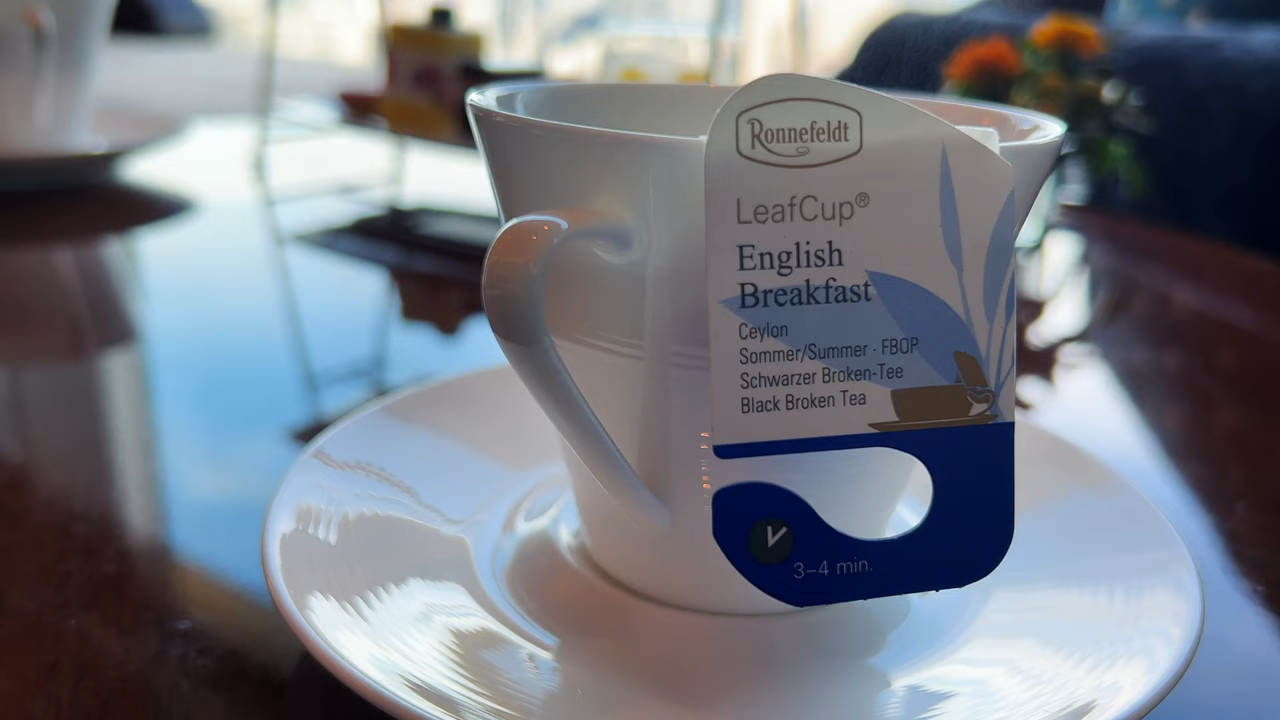 Ronnefeldt
LeafCup®
English
Breakfast
Ceylon
Sommer/Summer · FBOP
Schwarzer Broken-Tee
Black Broken Tea
3–4 min.